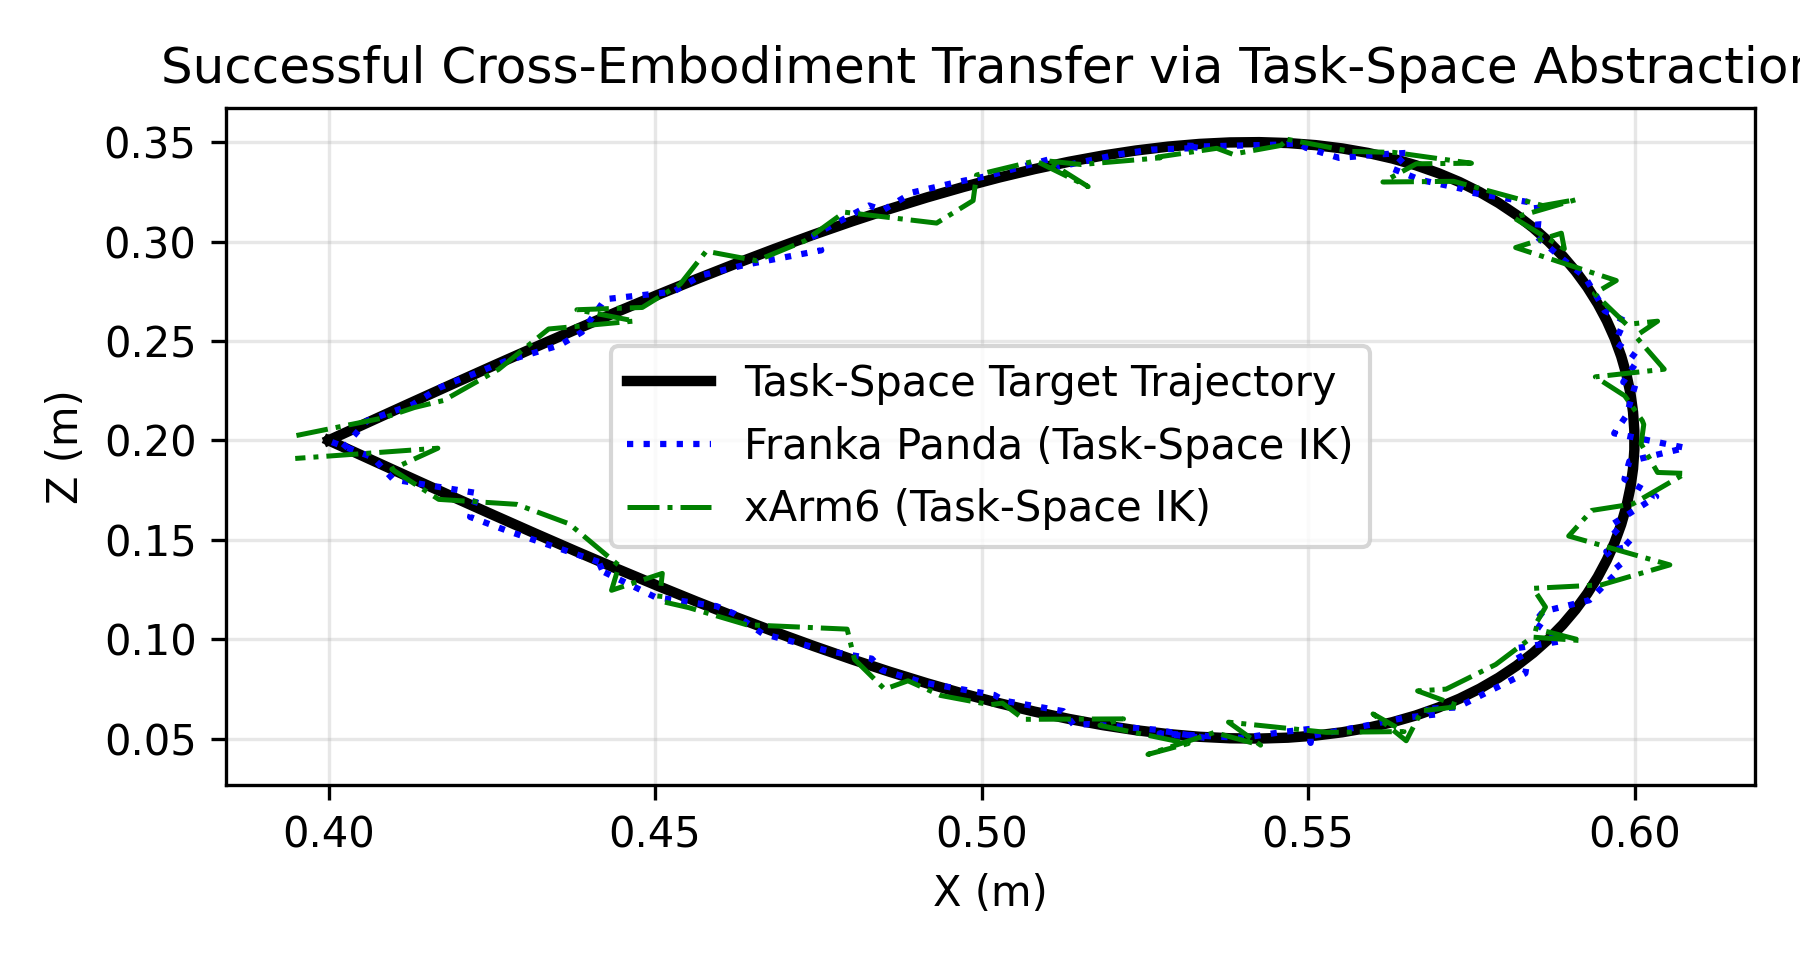 Successful Cross-Embodiment Transfer via Task-Space Abstraction
0.35
0.30
0.25
0.20
0.15
0.10
0.05
Z (m)
Task-Space Target Trajectory
Franka Panda (Task-Space IK)
xArm6 (Task-Space IK)
0.40 0.45 0.50 0.55 0.60
X (m)